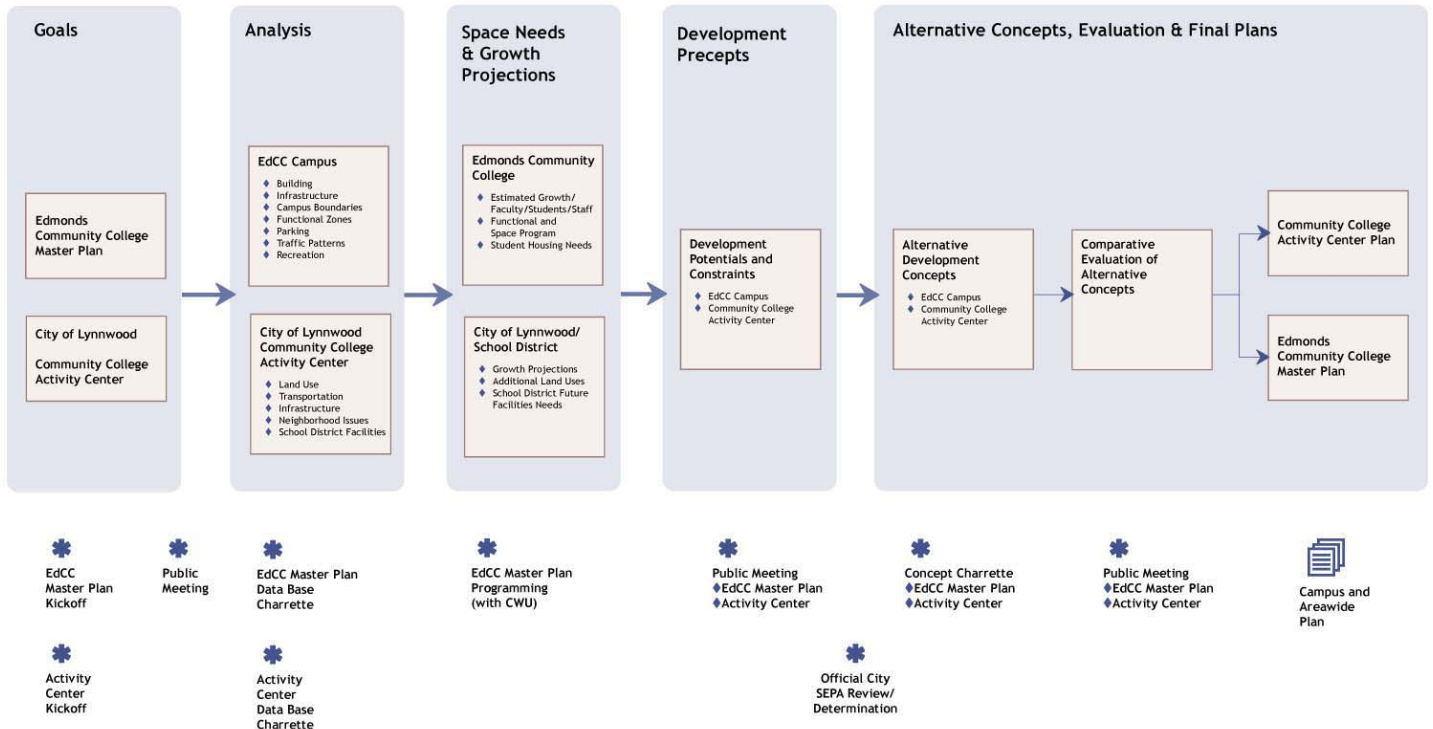 Goals
Edmonds
Community College
Master Plan
City of Lynnwood
Community College
Activity Center
Analysis
EdCC Campus
Building
Infrastructure
Campus Boundaries
Functional Zones
Parking
Traffic Patterns
Recreation
City of Lynnwood
Community College
Activity Center
Land Use
Transportation
Infrastructure
Neighborhood Issues
School District Facilities
Space Needs
& Growth
Projections
Edmonds Community
College
Estimated Growth/
Faculty/Students/Staff
Functional and
Space Program
Student Housing Needs
City of Lynnwood/
School District
Growth Projections
Additional Land Uses
School District Future
Facilities Needs
Development
Precepts
Development
Potentials and
Constraints
EdCC Campus
Community College
Activity Center
Alternative Concepts, Evaluation & Final Plans
Alternative
Development
Concepts
EdCC Campus
Community College
Activity Center
Comparative
Evaluation of
Alternative
Concepts
Community College
Activity Center Plan
Edmonds
Community College
Master Plan
EdCC
Master Plan
Kickoff
Public
Meeting
EdCC Master Plan
Data Base
Charrette
EdCC Master Plan
Programming
(with CWU)
Public Meeting
EdCC Master Plan
Activity Center
Concept Charrette
EdCC Master Plan
Activity Center
Public Meeting
EdCC Master Plan
Activity Center
Campus and
Areawide
Plan
Activity
Center
Kickoff
Activity
Center
Data Base
Charrette
Official City
SEPA Review/
Determination